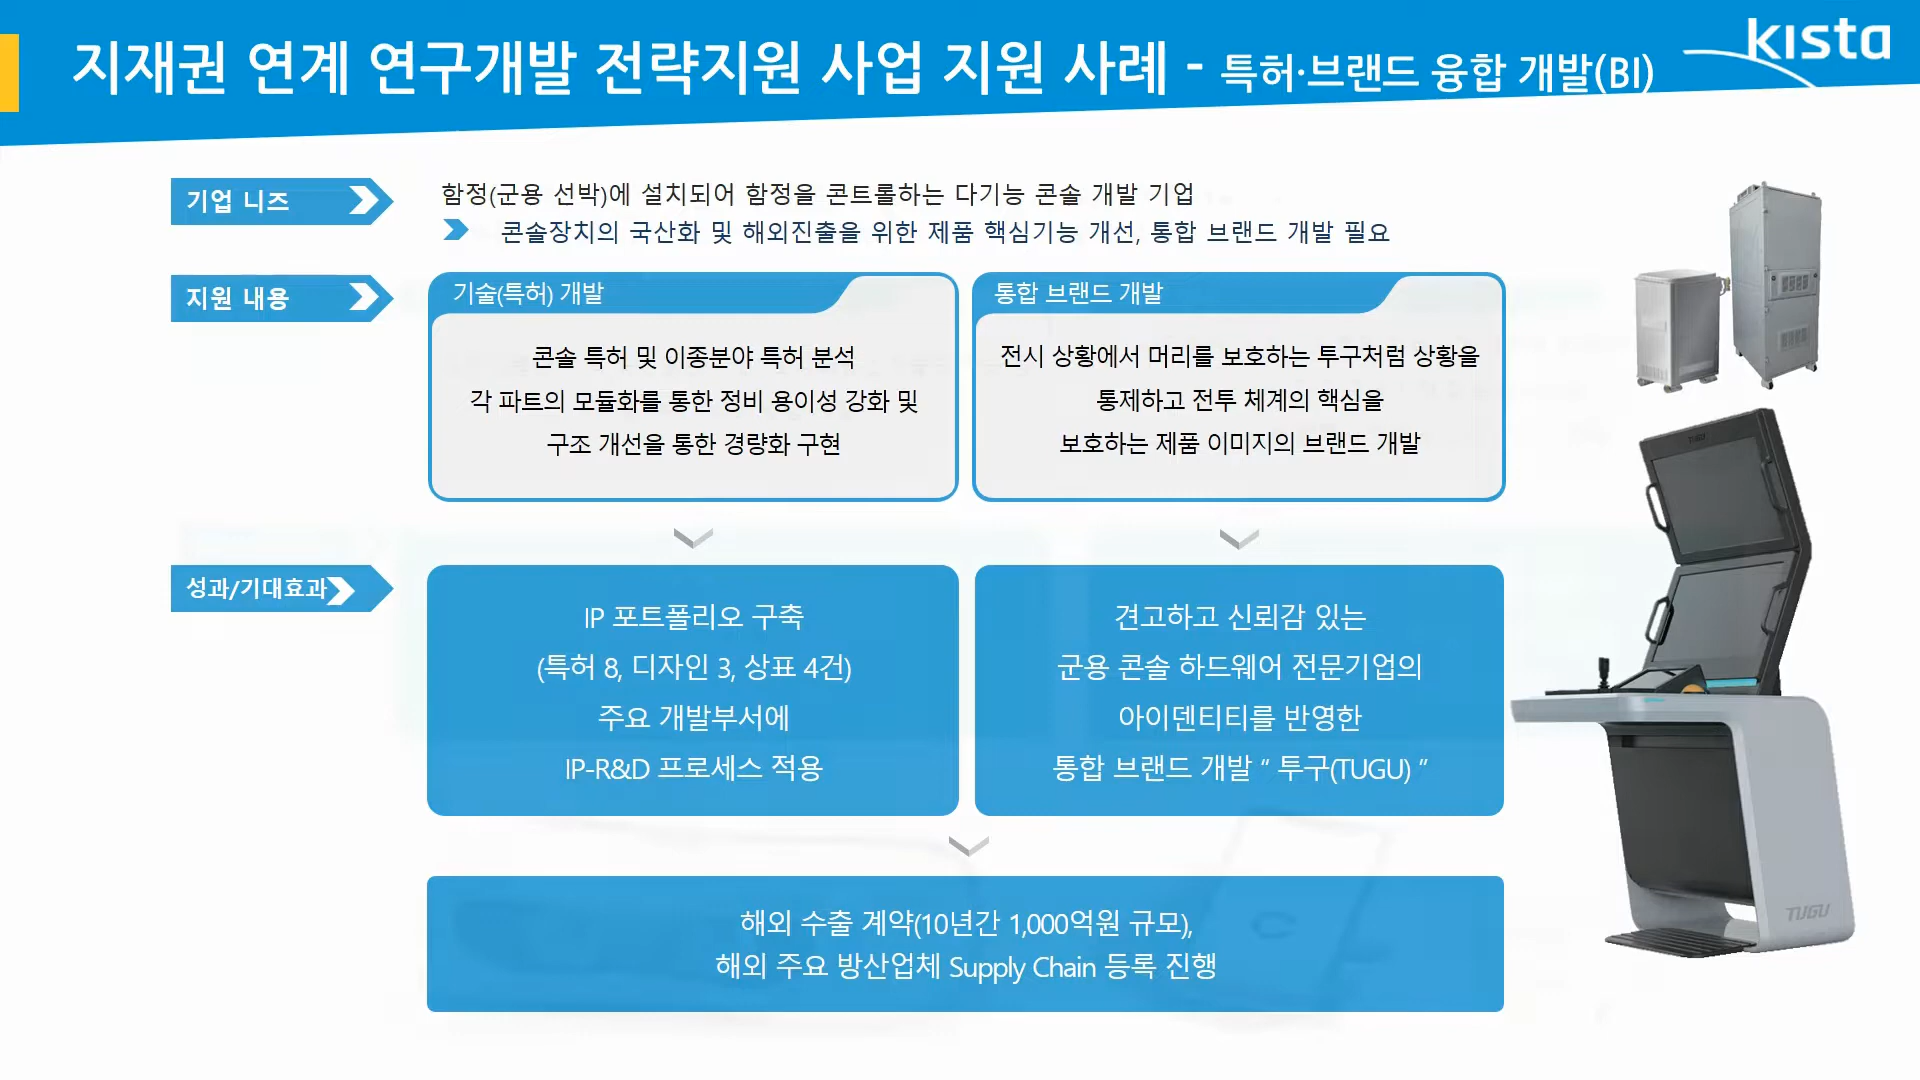 지재권 연계 연구개발 전략지원 사업 지원 사례 - 특허·브랜드 융합 개발(BI)
kista
기업 니즈
함정(군용 선박)에 설치되어 함정을 콘트롤하는 다기능 콘솔 개발 기업
콘솔장치의 국산화 및 해외진출을 위한 제품 핵심기능 개선, 통합 브랜드 개발 필요
지원 내용
기술(특허) 개발
콘솔 특허 및 이종분야 특허 분석
각 파트의 모듈화를 통한 정비 용이성 강화 및
구조 개선을 통한 경량화 구현
통합 브랜드 개발
전시 상황에서 머리를 보호하는 투구처럼 상황을
통제하고 전투 체계의 핵심을
보호하는 제품 이미지의 브랜드 개발
성과/기대효과
IP 포트폴리오 구축
(특허 8, 디자인 3, 상표 4건)
주요 개발부서에
IP-R&D 프로세스 적용
견고하고 신뢰감 있는
군용 콘솔 하드웨어 전문기업의
아이덴티티를 반영한
통합 브랜드 개발 “ 투구(TUGU) ”
해외 수출 계약(10년간 1,000억원 규모),
해외 주요 방산업체 Supply Chain 등록 진행
TUGU
TUGU